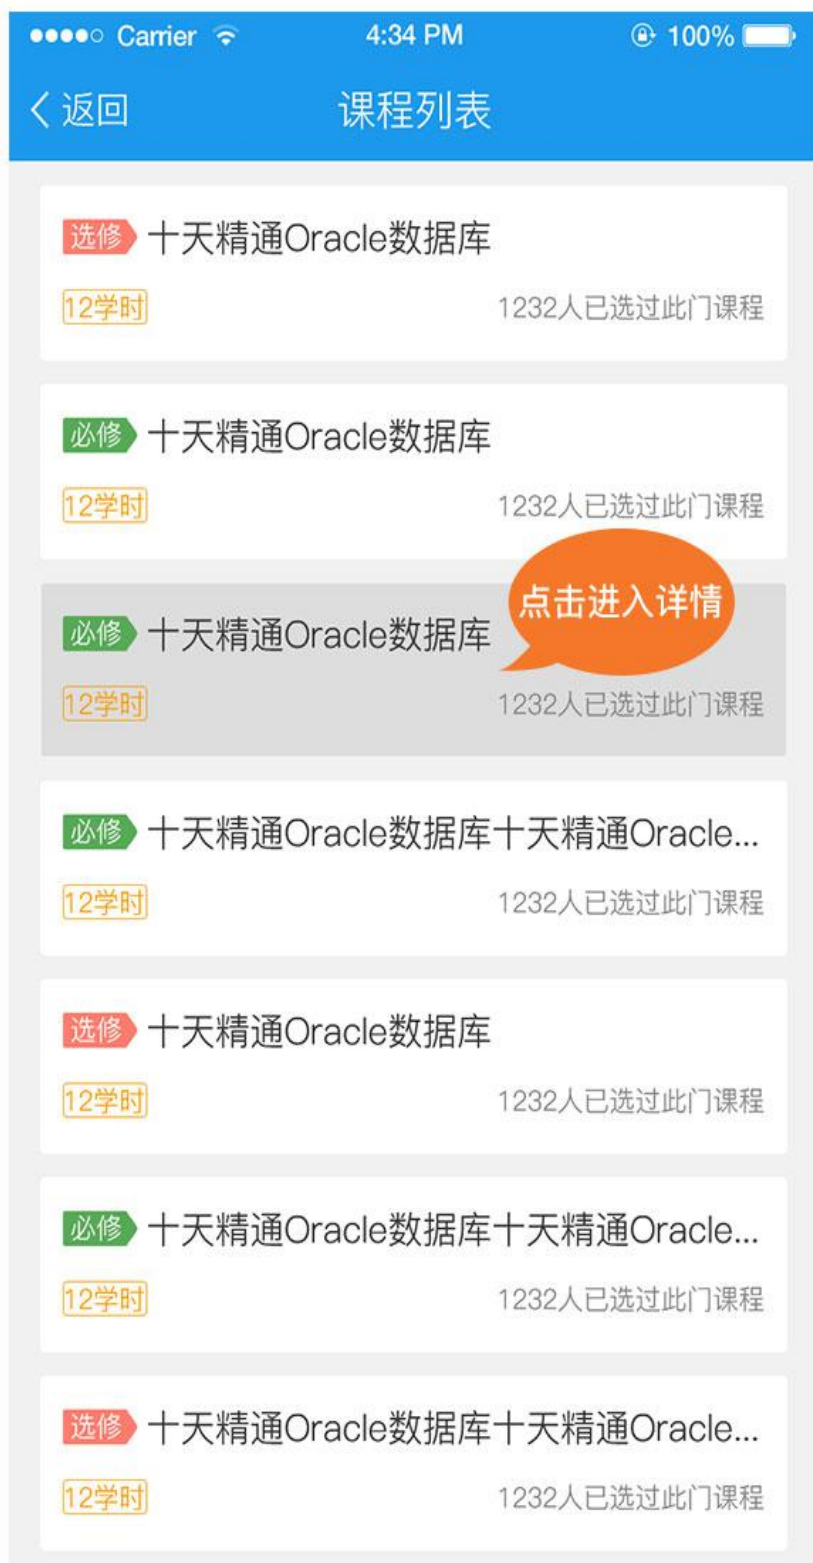 Carrier 4:34 PM 100%
返回 课程列表
选修 十天精通Oracle数据库
12学时 1232人已选过此门课程
必修 十天精通Oracle数据库
12学时 1232人已选过此门课程
点击进入详情
必修 十天精通Oracle数据库
12学时 1232人已选过此门课程
必修 十天精通Oracle数据库十天精通Oracle...
12学时 1232人已选过此门课程
选修 十天精通Oracle数据库
12学时 1232人已选过此门课程
必修 十天精通Oracle数据库十天精通Oracle...
12学时 1232人已选过此门课程
选修 十天精通Oracle数据库十天精通Oracle...
12学时 1232人已选过此门课程